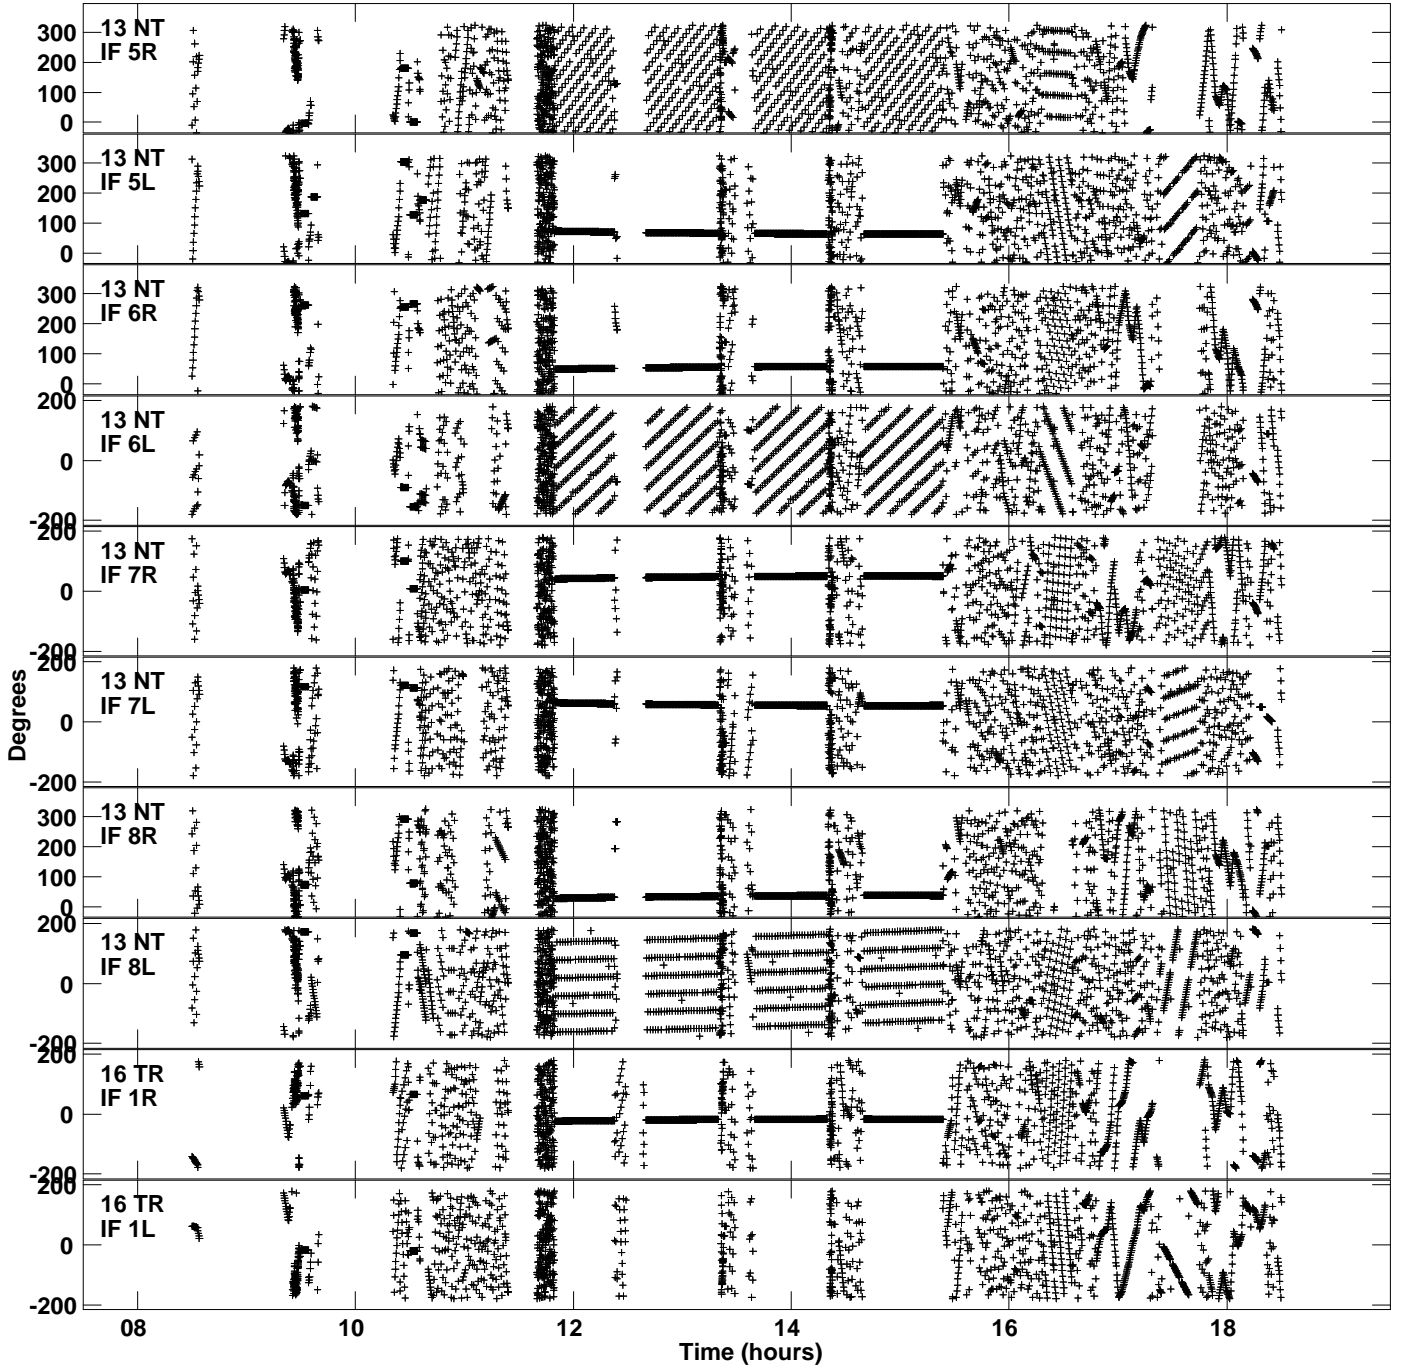 13 NT
IF 5R
300
200
100
0
13 NT
IF 5L
300
200
100
0
13 NT
IF 6R
300
200
100
0
200
13 NT
IF 6L
0
-200
200
13 NT
IF 7R
0
-200
200
13 NT
IF 7L
0
-200
13 NT
IF 8R
300
200
100
0
200
13 NT
IF 8L
0
-200
200
16 TR
IF 1R
0
-200
200
16 TR
IF 1L
0
-200
Degrees
08 10 12 14 16 18
Time (hours)